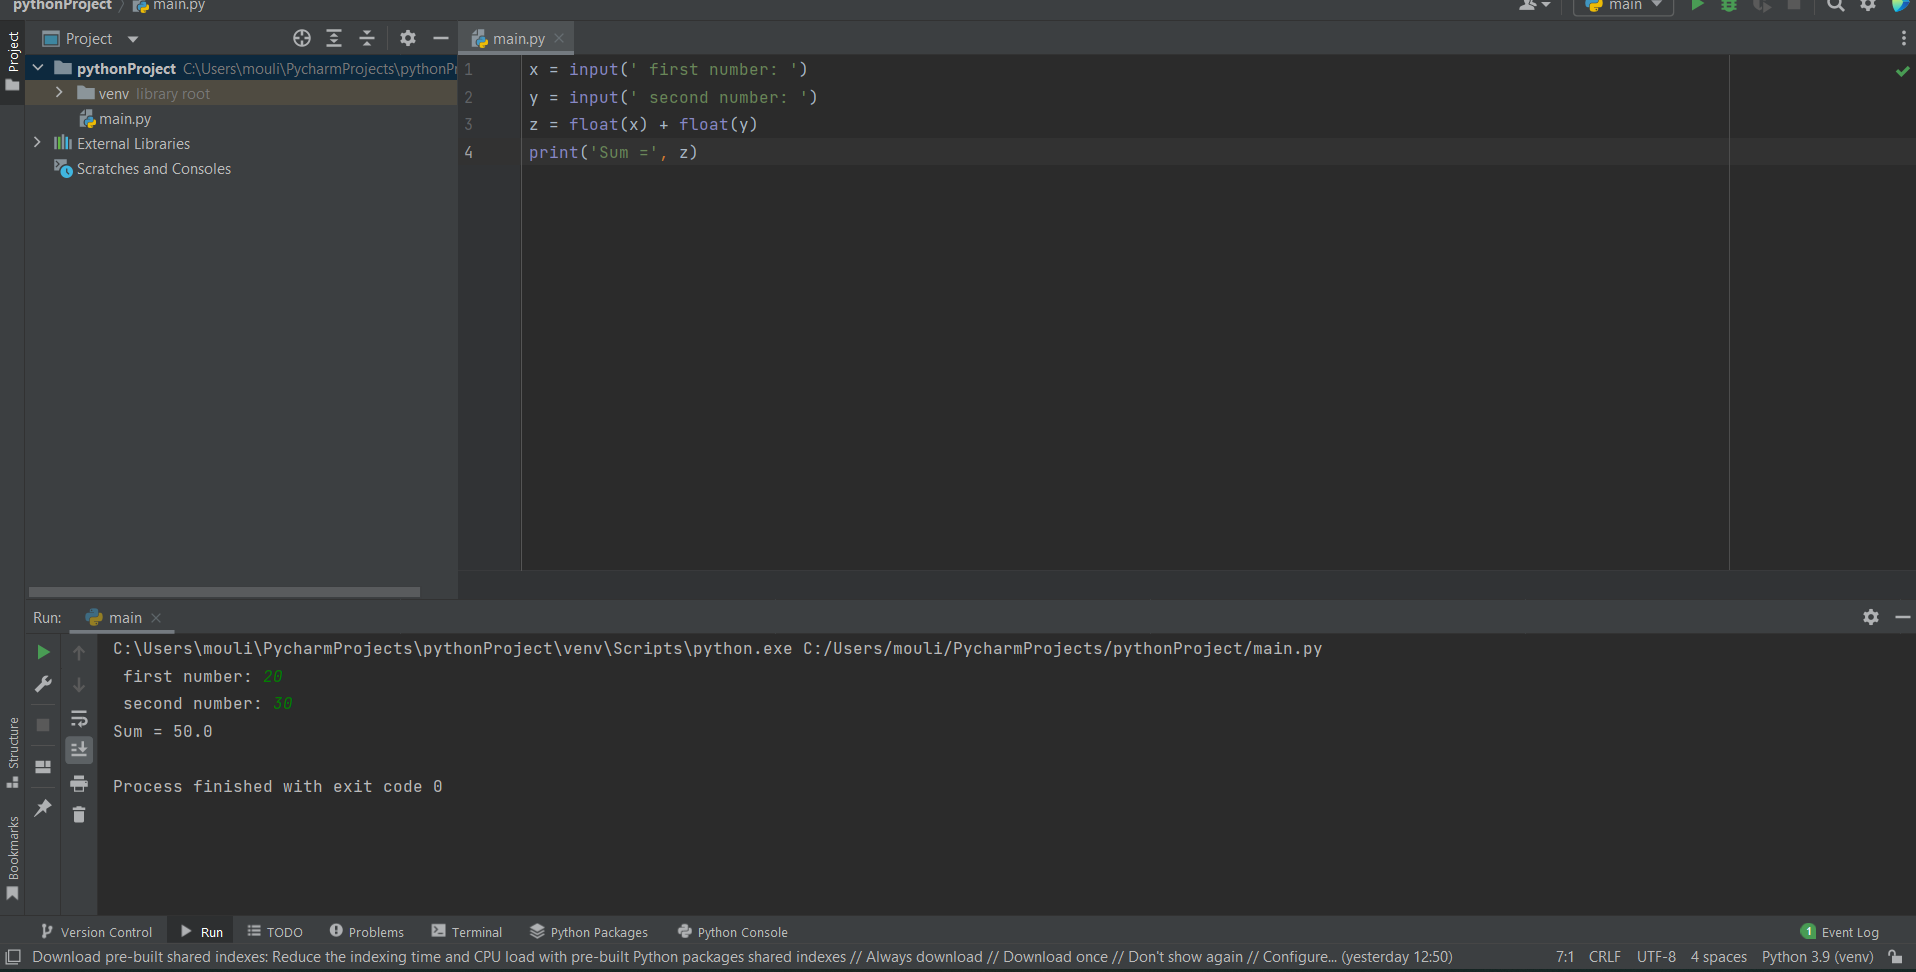 pythonProject main.py
main
Project
Project
main.py
pythonProject C:\Users\mouli\PycharmProjects\pythonPr
venv library root
main.py
External Libraries
Scratches and Consoles
1 x = input(' first number: ')
2 y = input(' second number: ')
3 z = float(x) + float(y)
4 print('Sum =', z)
Run: main
C:\Users\mouli\PycharmProjects\pythonProject\venv\Scripts\python.exe C:/Users/mouli/PycharmProjects/pythonProject/main.py
first number: 20
second number: 30
Sum = 50.0
Process finished with exit code 0
Structure
Bookmarks
Version Control Run TODO Problems Terminal Python Packages Python Console 1 Event Log
Download pre-built shared indexes: Reduce the indexing time and CPU load with pre-built Python packages shared indexes // Always download // Download once // Don't show again // Configure... (yesterday 12:50) 7:1 CRLF UTF-8 4 spaces Python 3.9 (venv)